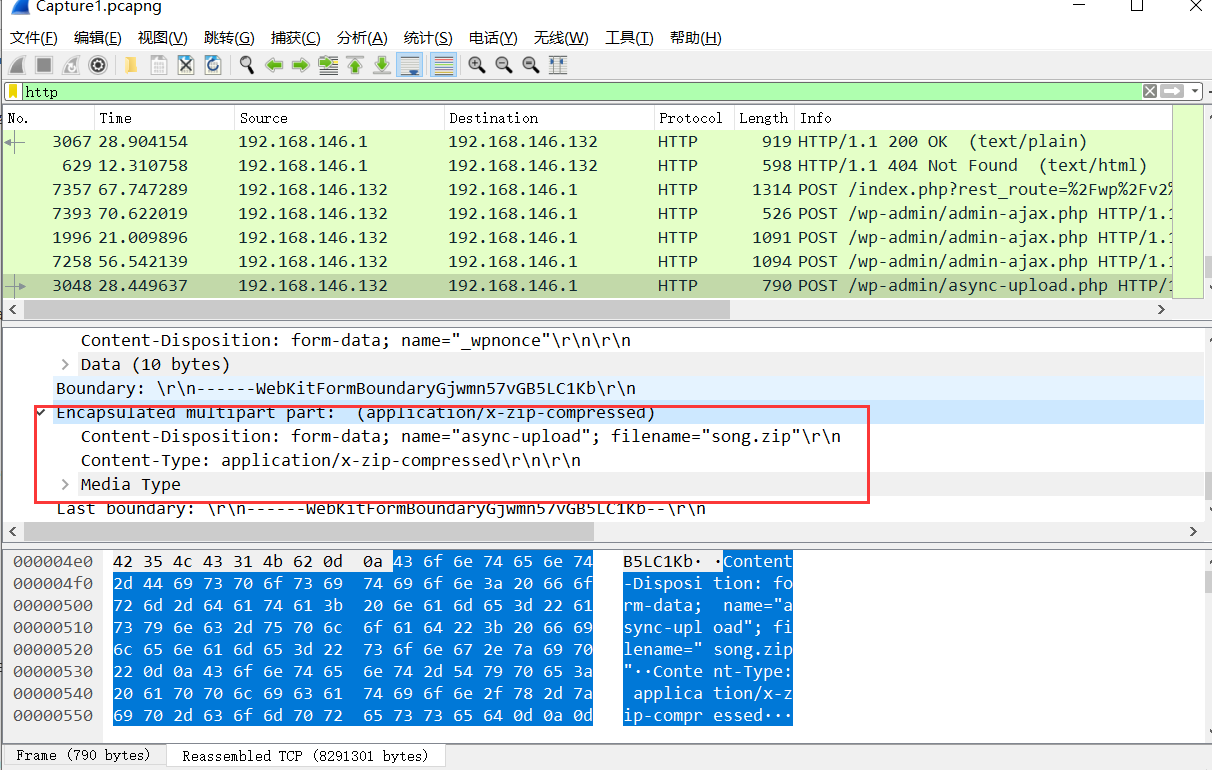 Capture1.pcapng
文件(F) 编辑(E) 视图(V) 跳转(G) 捕获(C) 分析(A) 统计(S) 电话(Y) 无线(W) 工具(T) 帮助(H)
http
No. Time Source Destination Protocol Length Info
3067 28.904154 192.168.146.1 192.168.146.132 HTTP 919 HTTP/1.1 200 OK (text/plain)
629 12.310758 192.168.146.1 192.168.146.132 HTTP 598 HTTP/1.1 404 Not Found (text/html)
7357 67.747289 192.168.146.132 192.168.146.1 HTTP 1314 POST /index.php?rest_route=%2Fwp%2Fv2%
7393 70.622019 192.168.146.132 192.168.146.1 HTTP 526 POST /wp-admin/admin-ajax.php HTTP/1.1
1996 21.009896 192.168.146.132 192.168.146.1 HTTP 1091 POST /wp-admin/admin-ajax.php HTTP/1.1
7258 56.542139 192.168.146.132 192.168.146.1 HTTP 1094 POST /wp-admin/admin-ajax.php HTTP/1.1
3048 28.449637 192.168.146.132 192.168.146.1 HTTP 790 POST /wp-admin/async-upload.php HTTP/1
Content-Disposition: form-data; name="_wpnonce"\r\n\r\n
Data (10 bytes)
Boundary: \r\n------WebKitFormBoundaryGjwmn57vGB5LC1Kb\r\n
Encapsulated multipart part: (application/x-zip-compressed)
Content-Disposition: form-data; name="async-upload"; filename="song.zip"\r\n
Content-Type: application/x-zip-compressed\r\n\r\n
Media Type
Last boundary: \r\n------WebKitFormBoundaryGjwmn57vGB5LC1Kb--\r\n
000004e0 42 35 4c 43 31 4b 62 0d 0a 43 6f 6e 74 65 6e 74 B5LC1Kb· ·Content
000004f0 2d 44 69 73 70 6f 73 69 74 69 6f 6e 3a 20 66 6f -Disposi tion: fo
00000500 72 6d 2d 64 61 74 61 3b 20 6e 61 6d 65 3d 22 61 rm-data; name="a
00000510 73 79 6e 63 2d 75 70 6c 6f 61 64 22 3b 20 66 69 sync-upl oad"; fi
00000520 6c 65 6e 61 6d 65 3d 22 73 6f 6e 67 2e 7a 69 70 lename=" song.zip
00000530 22 0d 0a 43 6f 6e 74 65 6e 74 2d 54 79 70 65 3a "··Conte nt-Type:
00000540 20 61 70 70 6c 69 63 61 74 69 6f 6e 2f 78 2d 7a applica tion/x-z
00000550 69 70 2d 63 6f 6d 70 72 65 73 73 65 64 0d 0a 0d ip-compr essed···
Frame (790 bytes) Reassembled TCP (8291301 bytes)